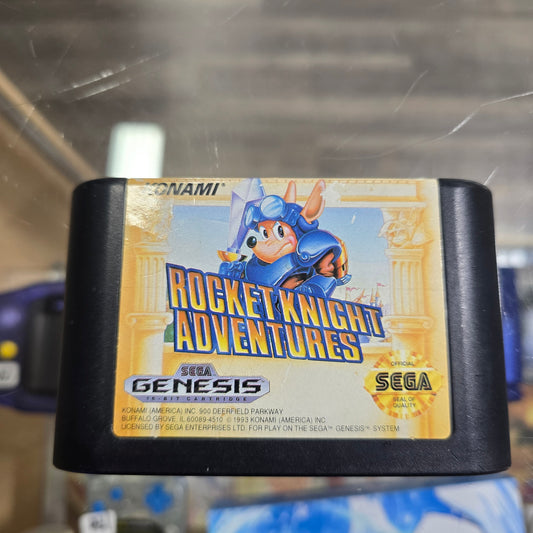 KONAMI
ROCKET KNIGHT
ADVENTURES
SEGA
GENESIS
16-BIT CARTRIDGE
OFFICIAL
SEGA
SEAL OF
QUALITY
KONAMI (AMERICA) INC. 900 DEERFIELD PARKWAY
BUFFALO GROVE, IL 60089-4510 © 1993 KONAMI (AMERICA) INC
LICENSED BY SEGA ENTERPRISES LTD. FOR PLAY ON THE SEGA™ GENESIS™ SYSTEM.